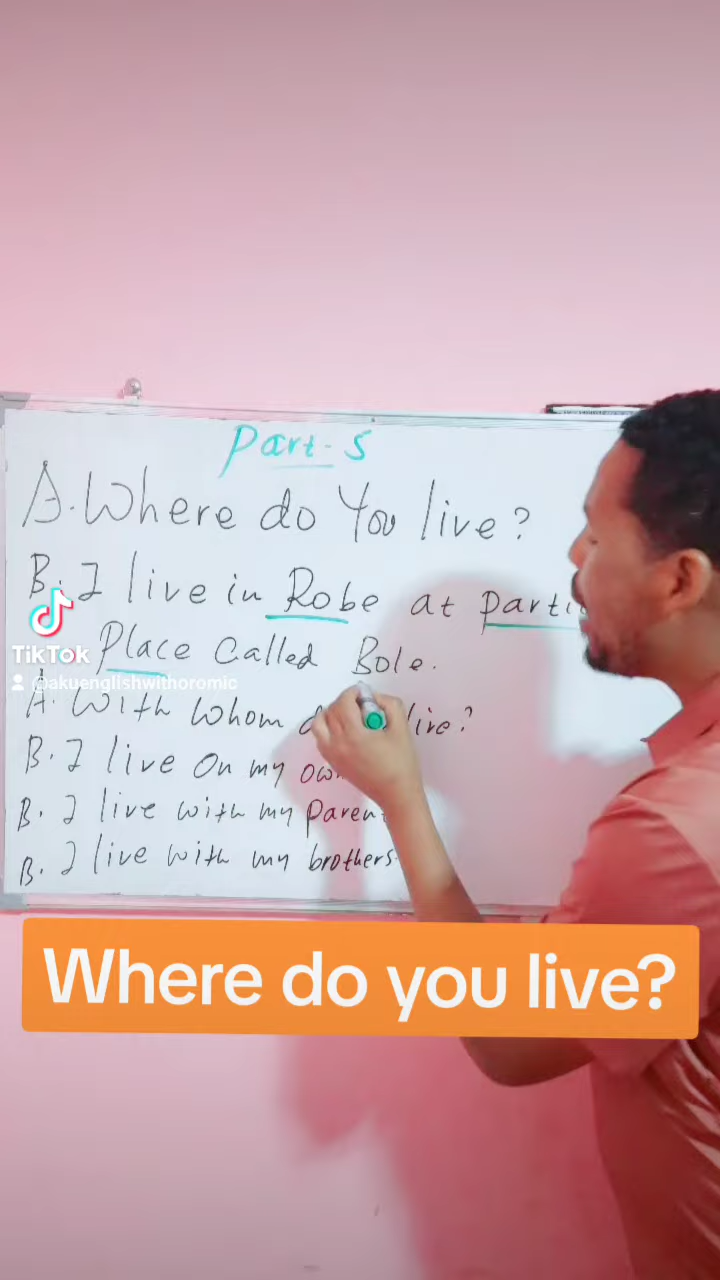 Part-5
A. Where do You live?
B. I live in Robe at parti
Place Called Bole.
TikTok
@akuenglishwithoromic
A. With Whom live?
B. I live On my own
B. I live with my Paren
B. I live with my brothers
Where do you live?